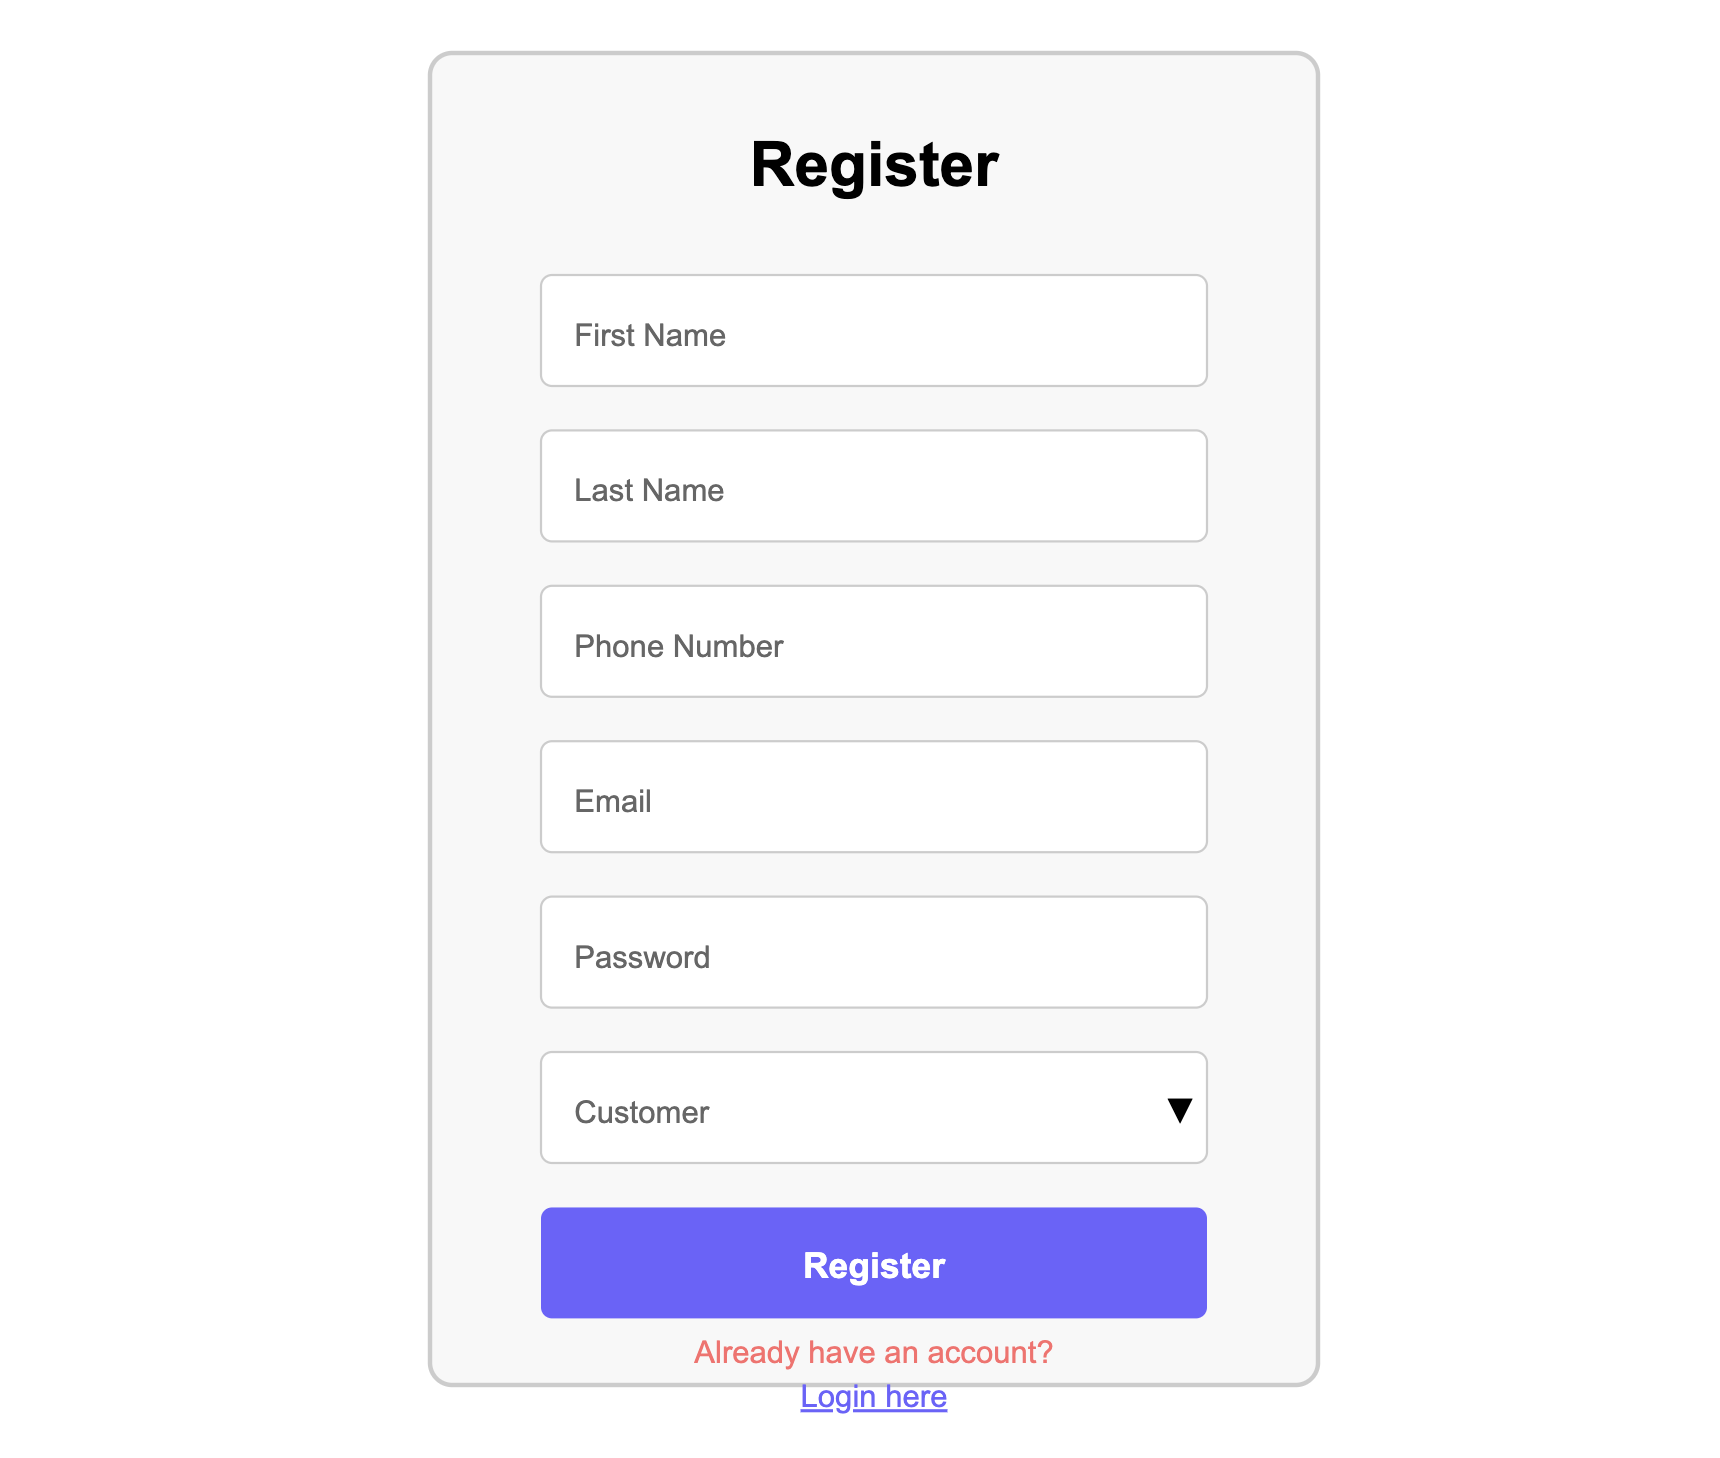 Register
First Name
Last Name
Phone Number
Email
Password
Customer
Register
Already have an account?
Login here